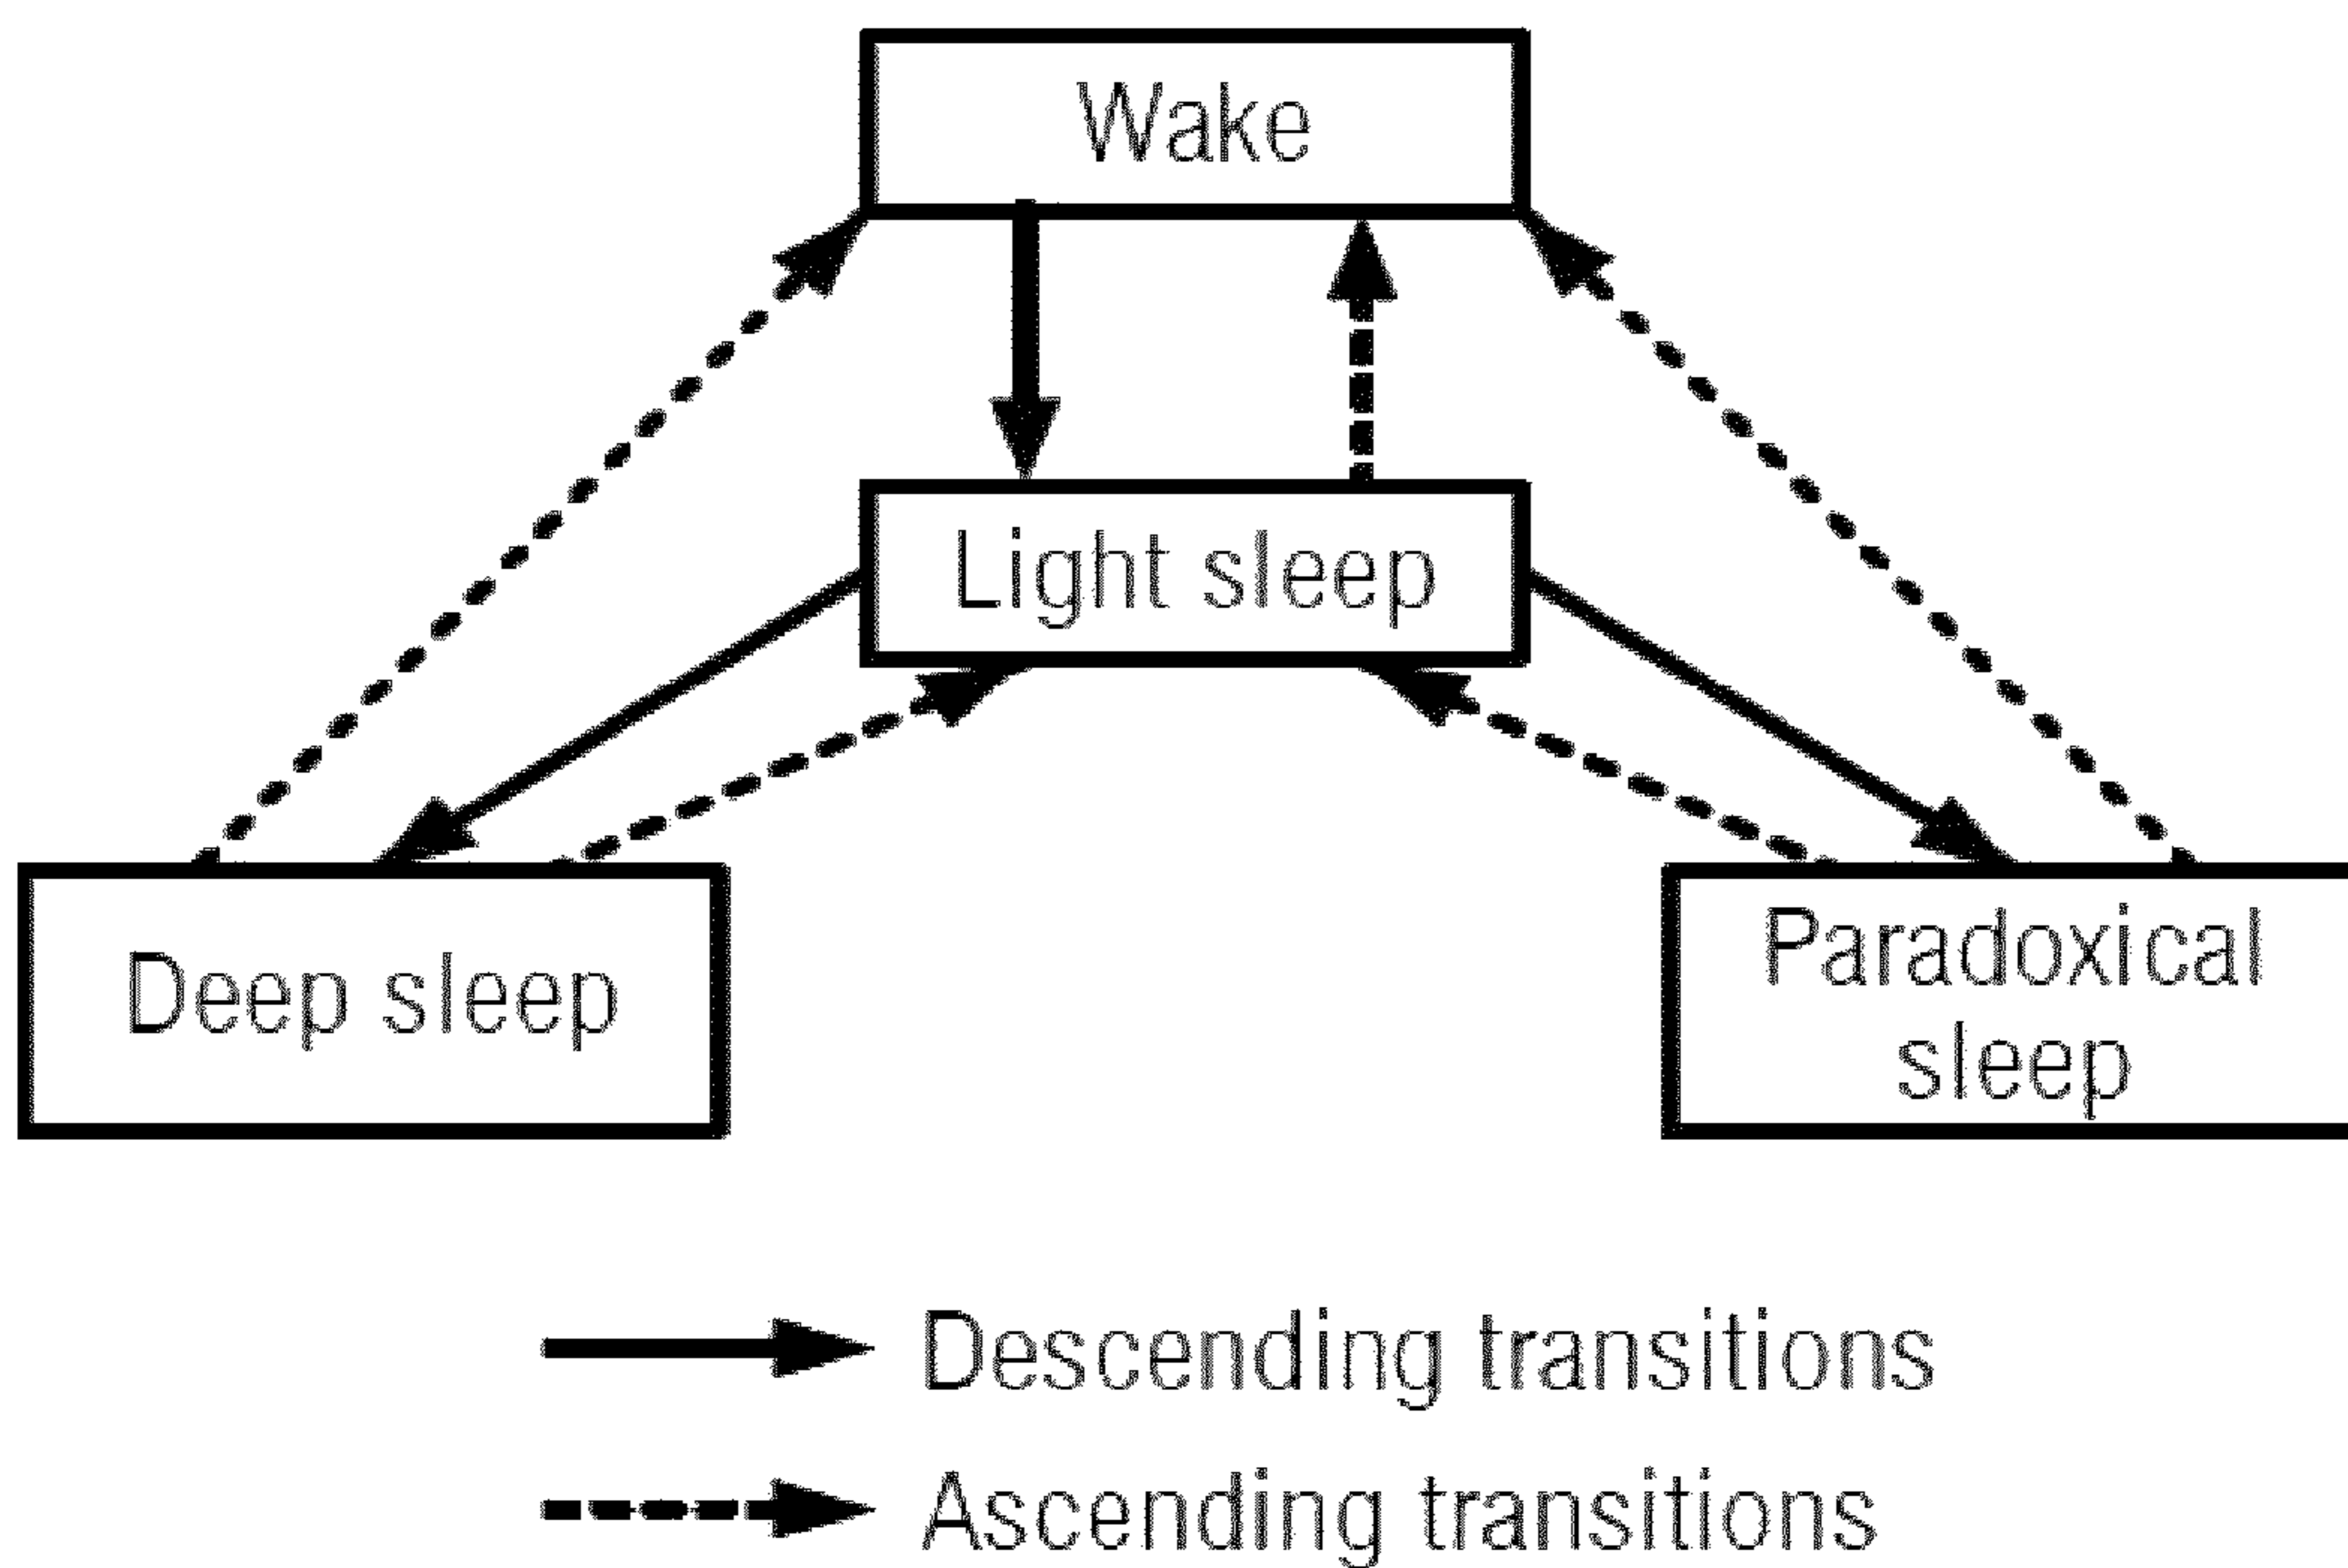 Wake
Light sleep
Deep sleep
Paradoxical
sleep
Descending transitions
Ascending transitions